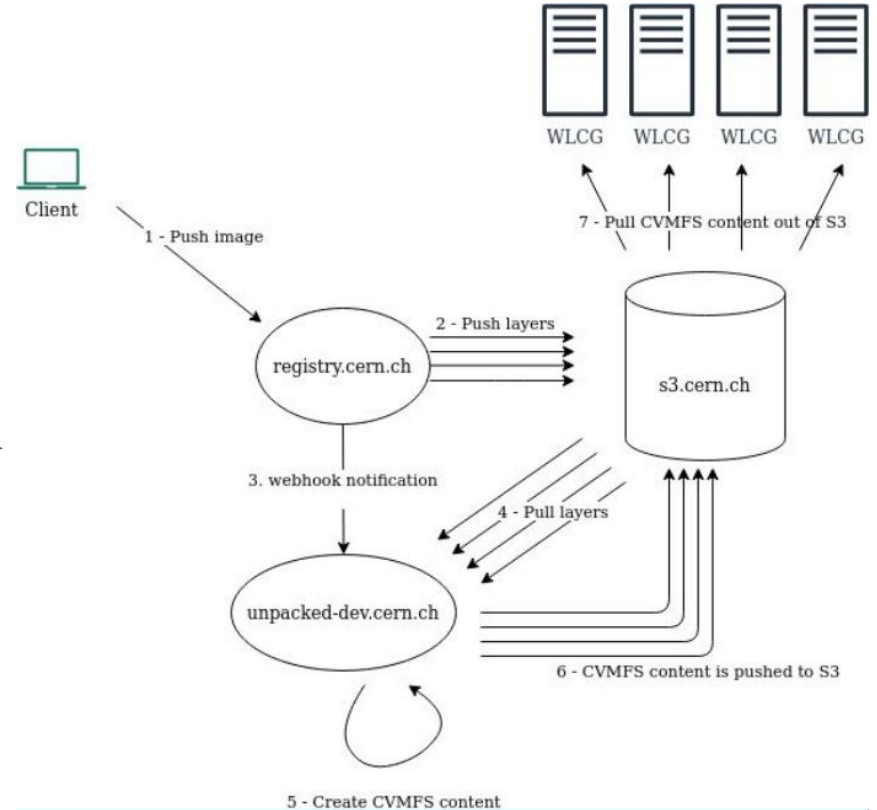 WLCG WLCG WLCG WLCG
Client
1 - Push image
7 - Pull CVMFS content out of S3
2 - Push layers
registry.cern.ch
s3.cern.ch
3. webhook notification
4 - Pull layers
unpacked-dev.cern.ch
6 - CVMFS content is pushed to S3
5 - Create CVMFS content